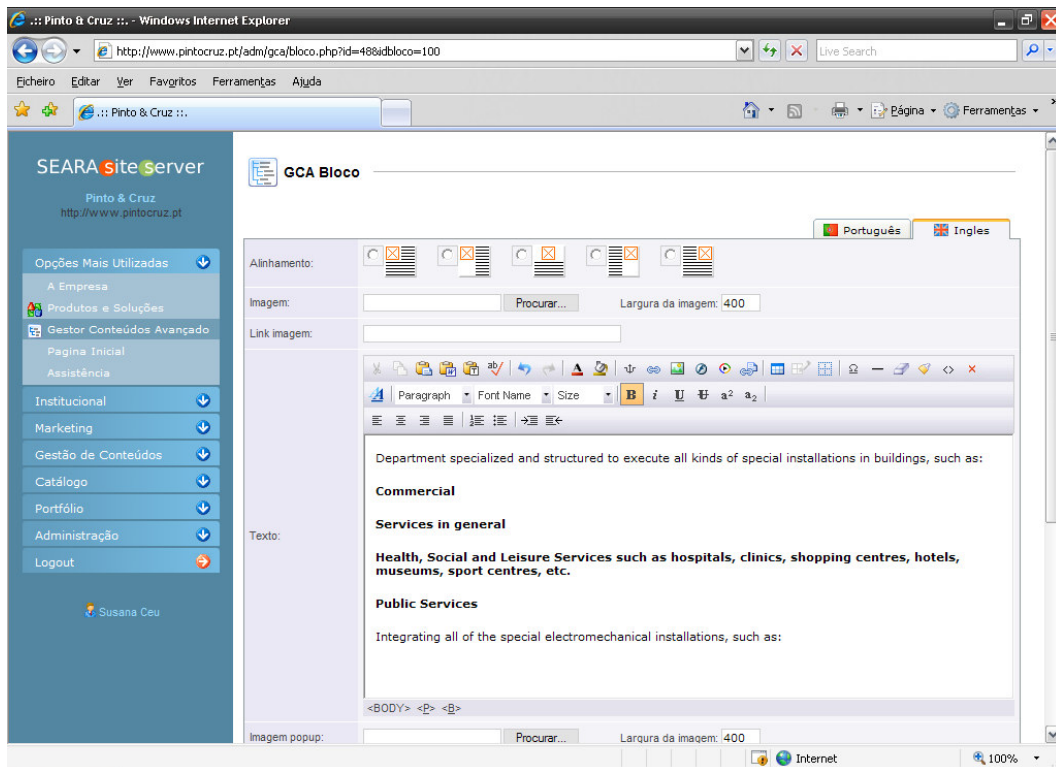 .:: Pinto & Cruz ::. - Windows Internet Explorer
http://www.pintocruz.pt/adm/gca/bloco.php?id=48&idbloco=100
Live Search
Ficheiro Editar Ver Favoritos Ferramentas Ajuda
.:: Pinto & Cruz ::.
Página Ferramentas
SEARA site server
Pinto & Cruz
http://www.pintocruz.pt
GCA Bloco
Português Ingles
Opções Mais Utilizadas
A Empresa
Produtos e Soluções
Gestor Conteúdos Avançado
Pagina Inicial
Assistência
Institucional
Marketing
Gestão de Conteúdos
Catálogo
Portfólio
Administração
Logout
Susana Ceu
Alinhamento:
Imagem: Procurar... Largura da imagem: 400
Link imagem:
Texto:
Paragraph Font Name Size B i U a² a₂
Department specialized and structured to execute all kinds of special installations in buildings, such as:
Commercial
Services in general
Health, Social and Leisure Services such as hospitals, clinics, shopping centres, hotels,
museums, sport centres, etc.
Public Services
Integrating all of the special electromechanical installations, such as:
<BODY> <P> <B>
Imagem popup: Procurar... Largura da imagem: 400
Internet 100%